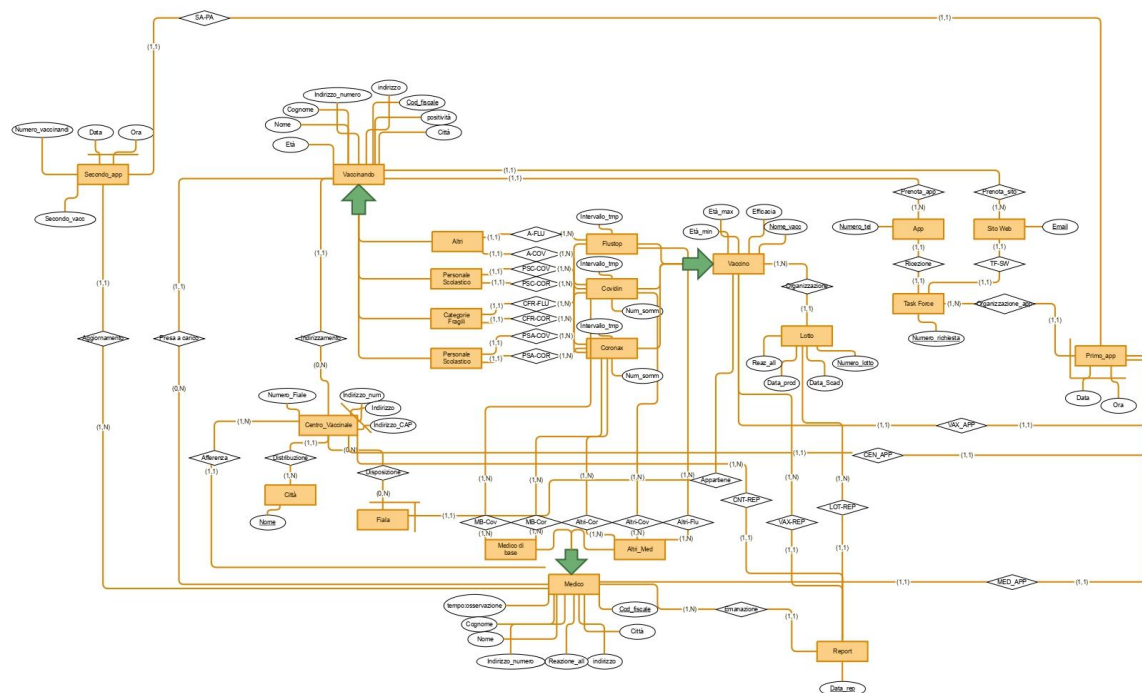 SA-PA
(1,1)
(1,1)
(1,1)
Indirizzo_numero
indirizzo
Cognome
Cod_fiscale
Nome
positività
Città
Età
Numero_vaccinandi
Data
Ora
Secondo_app
(1,1)
Secondo_vacc
Vaccinando
(1,1)
(1,1)
(1,1)
Prenota_app
Prenota_sito
(1,N)
(1,N)
Numero_tel
App
Sito Web
Email
(1,1)
(1,1)
Ricezione
TF-SW
(1,1)
(1,1)
Task Force
(1,N)
Organizzazione_app
(1,1)
Numero_richiesta
Primo_app
Data
Ora
Altri
(1,1)
A-FLU
(1,N)
(1,1)
A-COV
(1,N)
Personale
Scolastico
(1,1)
PSC-COV
(1,N)
(1,1)
PSC-COR
(1,N)
Categorie
Fragili
(1,1)
CFR-FLU
(1,N)
(1,1)
CFR-COR
(1,N)
Personale
Scolastico
(1,1)
PSA-COV
(1,N)
(1,1)
PSA-COR
(1,N)
Intervallo_tmp
Flustop
Intervallo_tmp
Covidin
Num_somm
Intervallo_tmp
Coronax
Num_somm
Età_max
Efficacia
Età_min
Nome_vacc
Vaccino
(1,N)
Organizzazione
(1,1)
Lotto
Reaz_all
Numero_lotto
Data_prod
Data_Scad
(1,1)
Indirizzamento
(0,N)
Aggiornamento
Presa a carico
(0,N)
(1,N)
Numero_Fiale
Indirizzo_num
Indirizzo
Centro_Vaccinale
Indirizzo_CAP
(1,N)
(1,1)
(0,N)
Afferenza
(1,1)
Distribuzione
(1,N)
Città
Nome
Disposizione
(0,N)
Fiala
(1,1)
(1,1)
VAX_APP
(1,1)
(1,1)
CEN_APP
(1,1)
(1,N)
Appartiene
(1,N)
(1,N)
CNT-REP
LOT-REP
VAX-REP
MB-Cov
MB-Cor
Altri-Cor
Altri-Cov
Altri-Flu
(1,N)
(1,N)
(1,N)
(1,N)
(1,N)
(1,1)
(1,1)
(1,1)
Medico di
base
Altri_Med
Medico
(1,1)
MED_APP
(1,1)
tempo:osservazione
Cod_fiscale
(1,N)
Emanazione
(1,1)
Cognome
Nome
Città
Indirizzo_numero
Reazione_all
indirizzo
Report
Data_rep